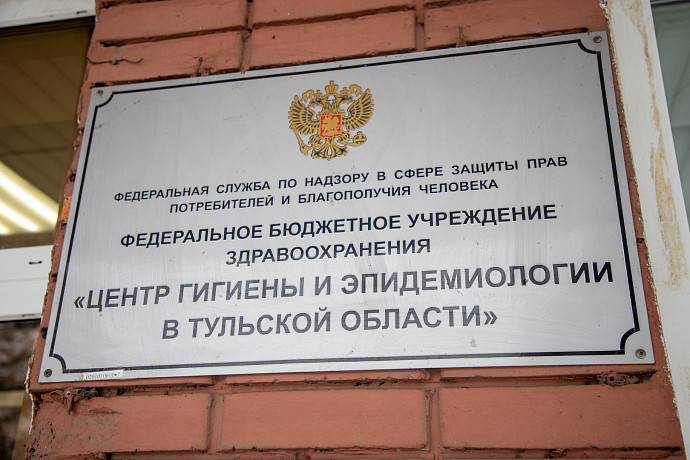 ФЕДЕРАЛЬНАЯ СЛУЖБА ПО НАДЗОРУ В СФЕРЕ ЗАЩИТЫ ПРАВ
ПОТРЕБИТЕЛЕЙ И БЛАГОПОЛУЧИЯ ЧЕЛОВЕКА
ФЕДЕРАЛЬНОЕ БЮДЖЕТНОЕ УЧРЕЖДЕНИЕ
ЗДРАВООХРАНЕНИЯ
«ЦЕНТР ГИГИЕНЫ И ЭПИДЕМИОЛОГИИ
В ТУЛЬСКОЙ ОБЛАСТИ»